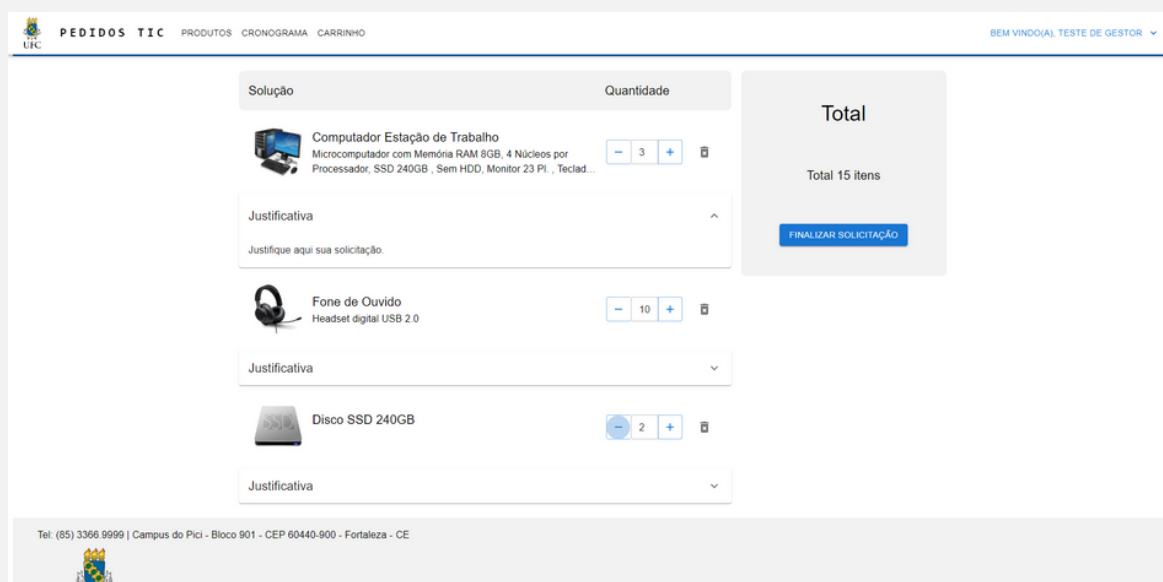 UFC
PEDIDOS TIC PRODUTOS CRONOGRAMA CARRINHO BEM VINDO(A), TESTE DE GESTOR
Solução Quantidade
Computador Estação de Trabalho
Microcomputador com Memória RAM 8GB, 4 Núcleos por
Processador, SSD 240GB , Sem HDD, Monitor 23 Pl. , Teclad...
− 3 +
Justificativa
Justifique aqui sua solicitação.
Fone de Ouvido
Headset digital USB 2.0
− 10 +
Justificativa
SSD
Disco SSD 240GB
− 2 +
Justificativa
Total
Total 15 itens
FINALIZAR SOLICITAÇÃO
Tel: (85) 3366.9999 | Campus do Pici - Bloco 901 - CEP 60440-900 - Fortaleza - CE